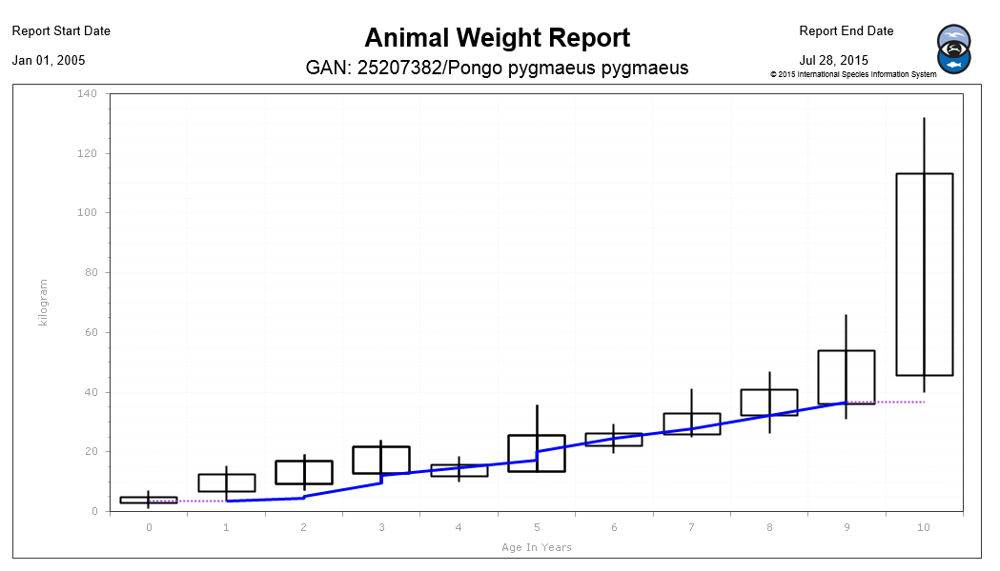 Report Start Date
Jan 01, 2005
Animal Weight Report
GAN: 25207382/Pongo pygmaeus pygmaeus
Report End Date
Jul 28, 2015
© 2015 International Species Information System
140
120
100
80
60
40
20
0
kilogram
0 1 2 3 4 5 6 7 8 9 10
Age In Years